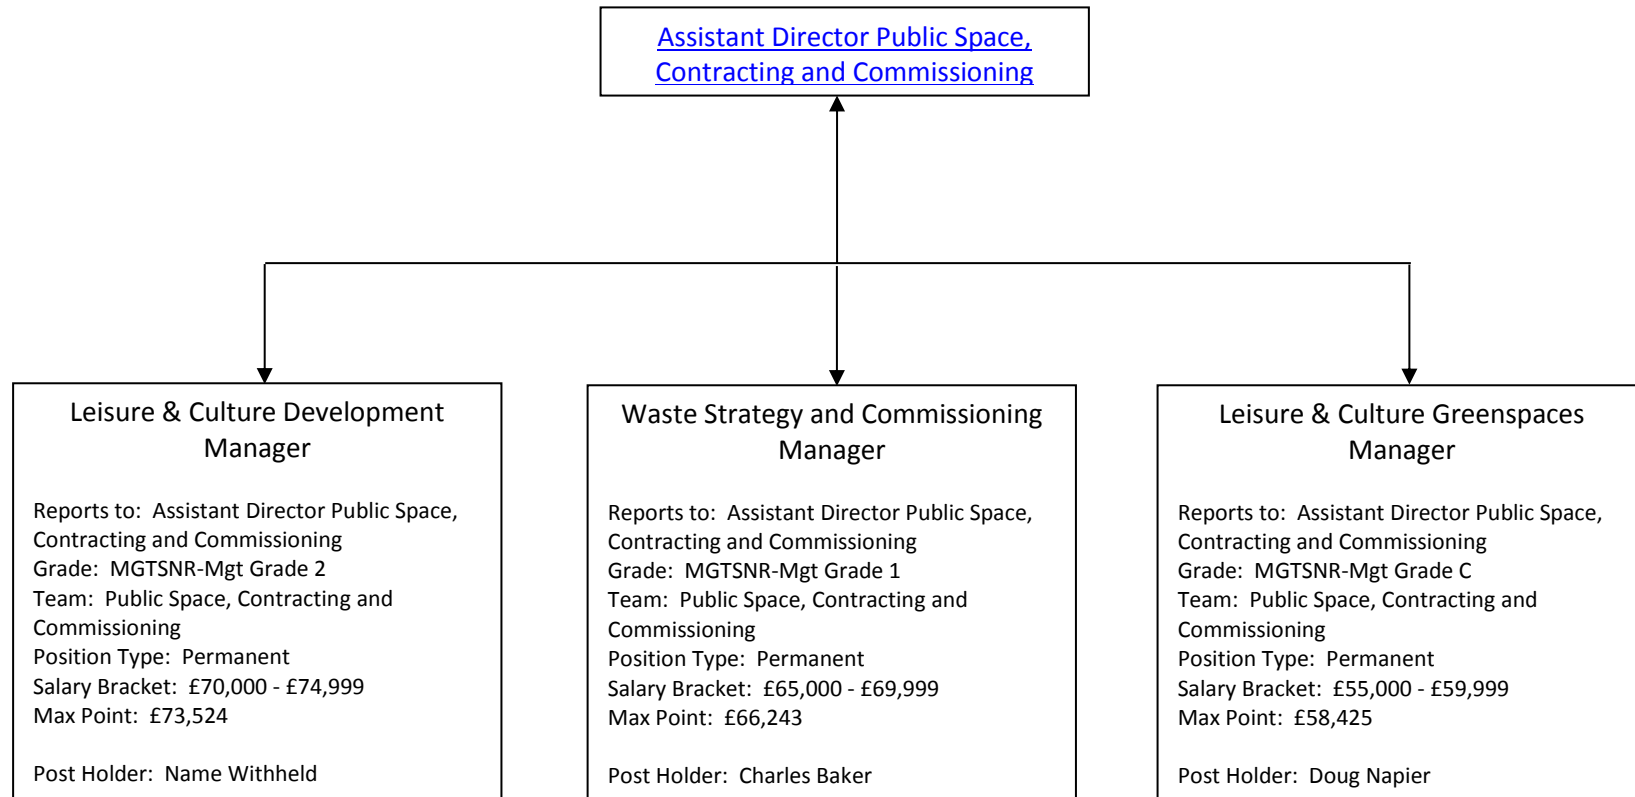 Assistant Director Public Space,
Contracting and Commissioning
Leisure & Culture Development
Manager
Reports to:  Assistant Director Public Space,
Contracting and Commissioning
Grade:  MGTSNR-Mgt Grade 2
Team:  Public Space, Contracting and
Commissioning
Position Type:  Permanent
Salary Bracket:  £70,000 - £74,999
Max Point:  £73,524
Post Holder:  Name Withheld
Waste Strategy and Commissioning
Manager
Reports to:  Assistant Director Public Space,
Contracting and Commissioning
Grade:  MGTSNR-Mgt Grade 1
Team:  Public Space, Contracting and
Commissioning
Position Type:  Permanent
Salary Bracket:  £65,000 - £69,999
Max Point:  £66,243
Post Holder:  Charles Baker
Leisure & Culture Greenspaces
Manager
Reports to:  Assistant Director Public Space,
Contracting and Commissioning
Grade:  MGTSNR-Mgt Grade C
Team:  Public Space, Contracting and
Commissioning
Position Type:  Permanent
Salary Bracket:  £55,000 - £59,999
Max Point:  £58,425
Post Holder:  Doug Napier